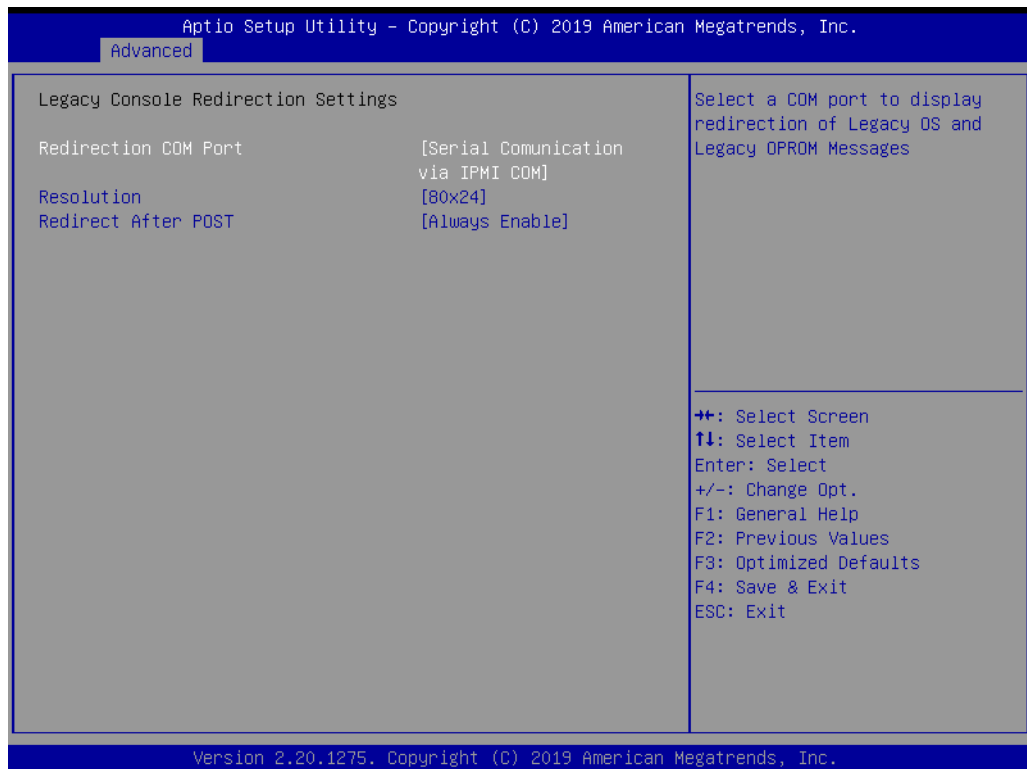 Aptio Setup Utility – Copyright (C) 2019 American Megatrends, Inc.
Advanced
Legacy Console Redirection Settings
Redirection COM Port [Serial Comunication
via IPMI COM]
Resolution [80x24]
Redirect After POST [Always Enable]
Select a COM port to display
redirection of Legacy OS and
Legacy OPROM Messages
→←: Select Screen
↑↓: Select Item
Enter: Select
+/-: Change Opt.
F1: General Help
F2: Previous Values
F3: Optimized Defaults
F4: Save & Exit
ESC: Exit
Version 2.20.1275. Copyright (C) 2019 American Megatrends, Inc.